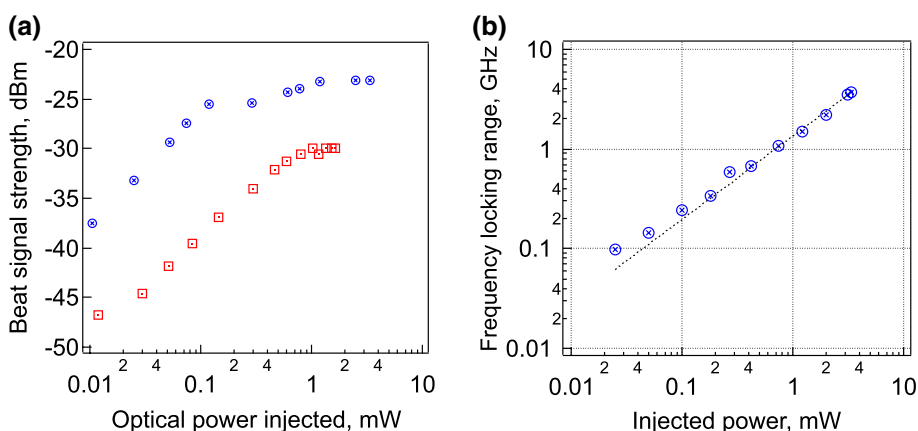 (a)
Beat signal strength, dBm
-20
-25
-30
-35
-40
-45
-50
0.01 2 4 0.1 2 4 1 2 4 10
Optical power injected, mW
(b)
Frequency locking range, GHz
10
4
2
1
4
2
0.1
4
2
0.01
0.01 2 4 0.1 2 4 1 2 4 10
Injected power, mW